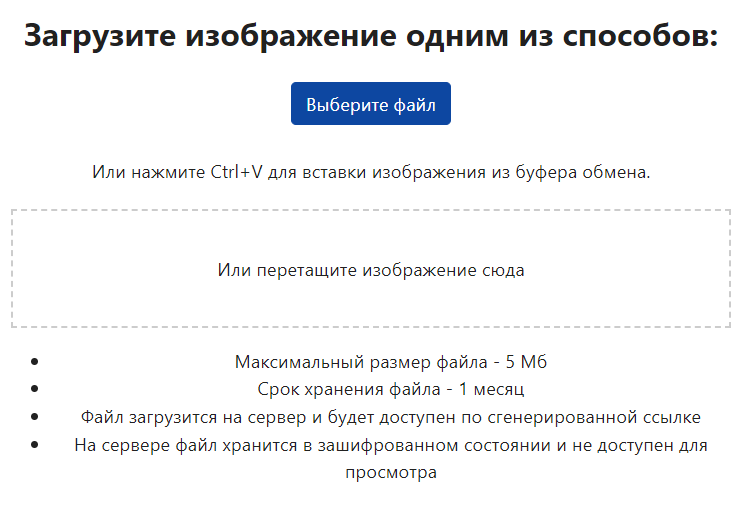 Загрузите изображение одним из способов:
Выберите файл
Или нажмите Ctrl+V для вставки изображения из буфера обмена.
Или перетащите изображение сюда
Максимальный размер файла - 5 Мб
Срок хранения файла - 1 месяц
Файл загрузится на сервер и будет доступен по сгенерированной ссылке
На сервере файл хранится в зашифрованном состоянии и не доступен для
просмотра